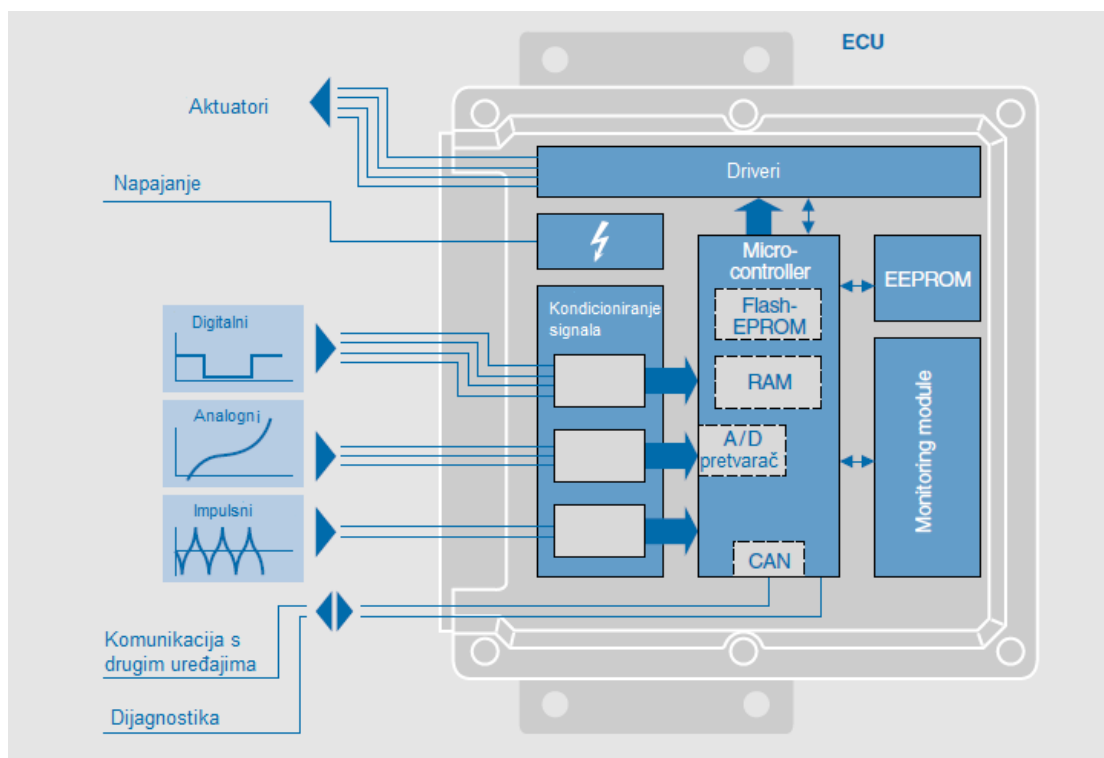 ECU
Aktuatori
Driveri
Napajanje
Micro-
controller
EEPROM
Flash-
EPROM
Kondicioniranje
signala
Digitalni
RAM
Monitoring module
Analogni
A/D
pretvarač
Impulsni
CAN
Komunikacija s
drugim uređajima
Dijagnostika